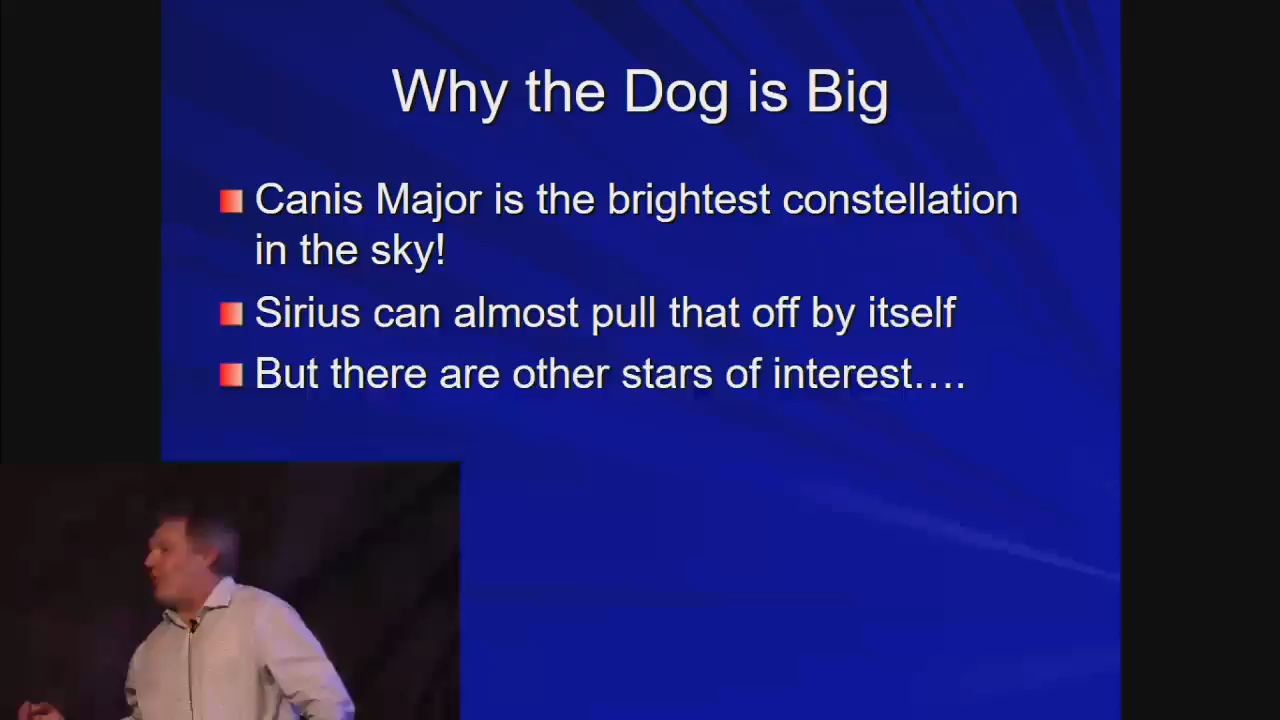 Why the Dog is Big
Canis Major is the brightest constellation
in the sky!
Sirius can almost pull that off by itself
But there are other stars of interest….